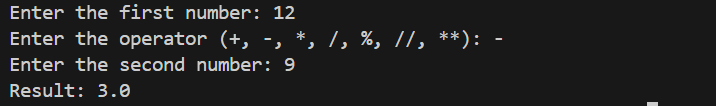 Enter the first number: 12
Enter the operator (+, -, *, /, %, //, **): -
Enter the second number: 9
Result: 3.0